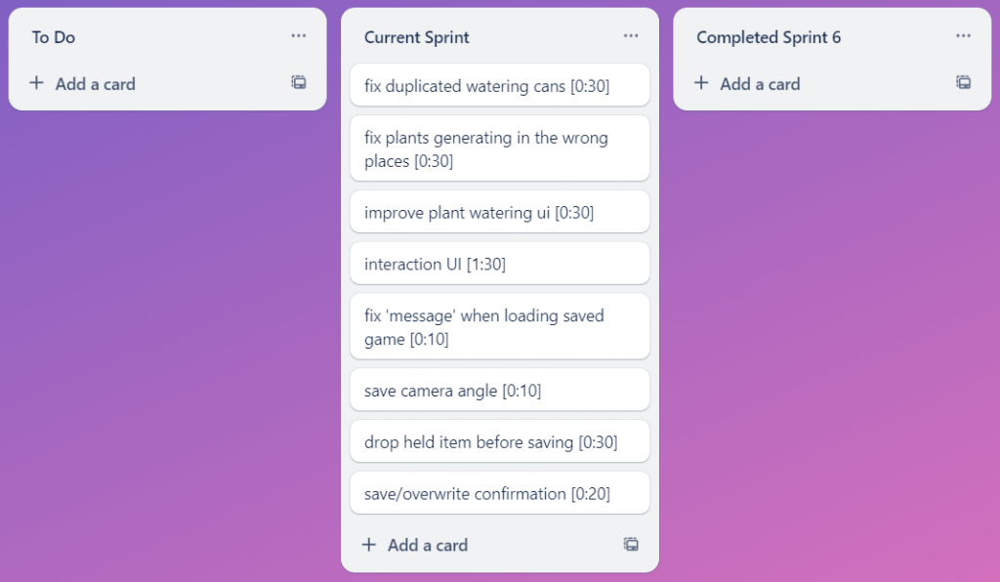 To Do
Add a card
Current Sprint
fix duplicated watering cans [0:30]
fix plants generating in the wrong
places [0:30]
improve plant watering ui [0:30]
interaction UI [1:30]
fix 'message' when loading saved
game [0:10]
save camera angle [0:10]
drop held item before saving [0:30]
save/overwrite confirmation [0:20]
Add a card
Completed Sprint 6
Add a card